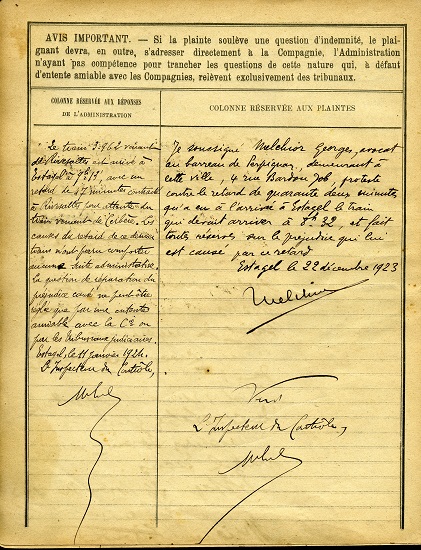 AVIS IMPORTANT. — Si la plainte soulève une question d'indemnité, le plai-
gnant devra, en outre, s'adresser directement à la Compagnie, l'Administration
n'ayant pas compétence pour trancher les questions de cette nature qui, à défaut
d'entente amiable avec les Compagnies, relèvent exclusivement des tribunaux.
COLONNE RÉSERVÉE AUX RÉPONSES
DE L'ADMINISTRATION
Le train 3.962 venant
de Rivesaltes est arrivé à
Estagel à , avec un
retard de 47 minutes contracté
à Rivesaltes pour attente du
train venant de Cerbère. Les
causes de retard de ce dernier
train n'ont paru comporter
aucune suite administrative.
La question de réparation du
préjudice causé ne peut être
réglée que par une entente
amiable avec la Cie ou
par les tribunaux judiciaires.
Estagel, le 11 janvier 1924.
L'Inspecteur du Contrôle,
COLONNE RÉSERVÉE AUX PLAINTES
Je soussigné Melchior Georges, avocat
au barreau de Perpignan, demeurant à
cette ville, 4 rue Bardou Job, proteste
contre le retard de quarante deux minutes
qu'a eu à l'arrivée à Estagel le train
qui devait arriver à 8h 32, et fait
toutes réserves sur le préjudice qui lui
est causé par ce retard
Estagel le 22 décembre 1923
Melchior
Vu
L'Inspecteur du Contrôle,